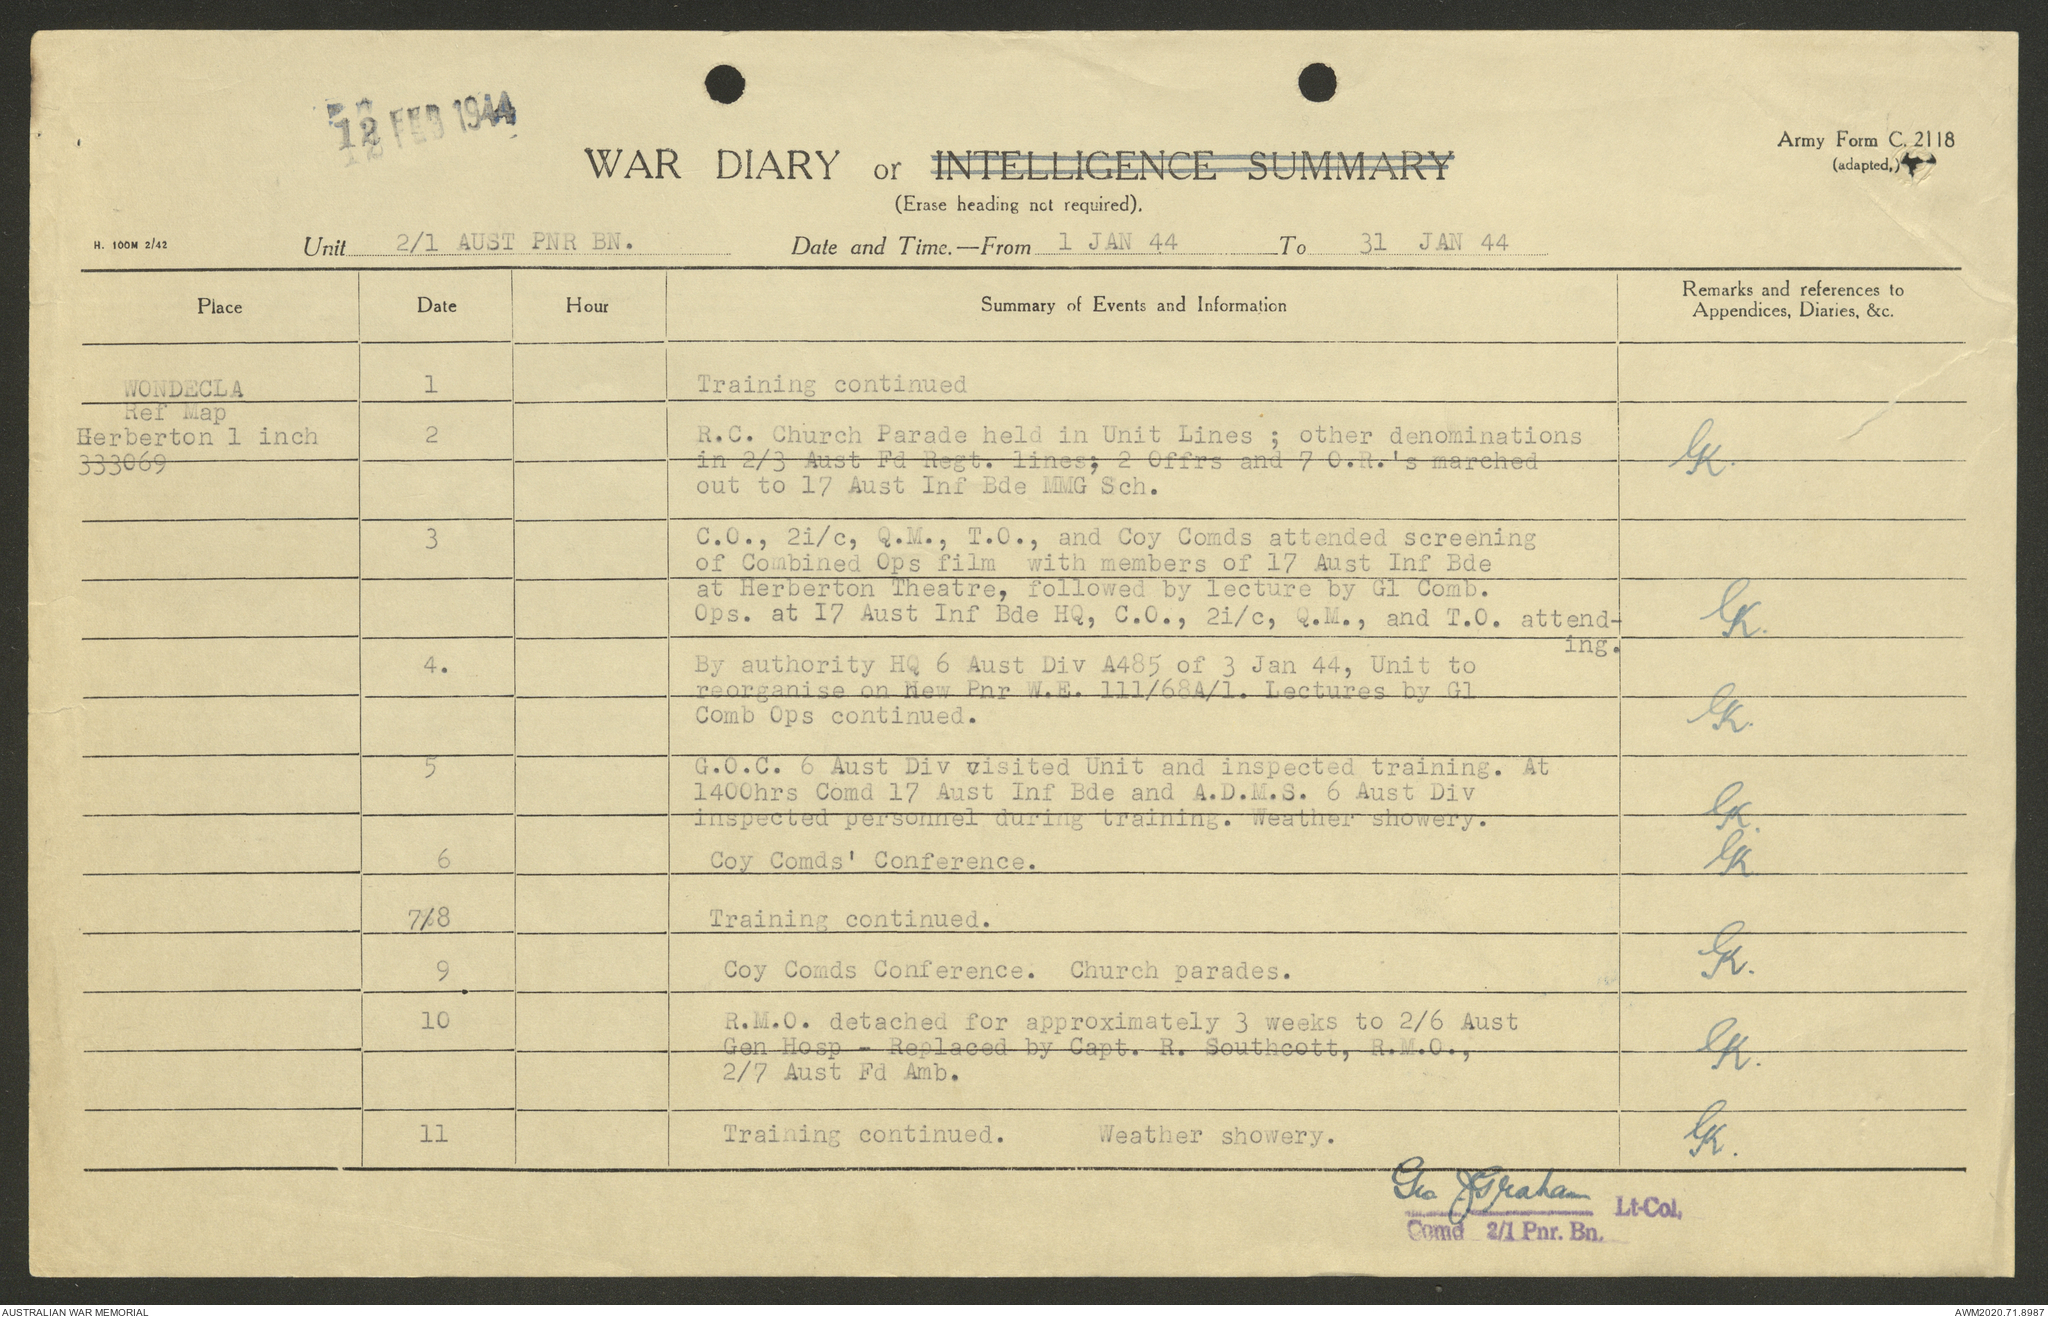 12 FEB 1944
Army Form C. 2118
(adapted.)
WAR DIARY or INTELLIGENCE SUMMARY
(Erase heading not required).
H. 100M 2/42
Unit 2/1 AUST PNR BN. Date and Time.—From 1 JAN 44 To 31 JAN 44
Place Date Hour Summary of Events and Information Remarks and references to Appendices, Diaries, &c.
WONDECLA 1 Training continued
Ref Map
Herberton 1 inch 2 R.C. Church Parade held in Unit Lines ; other denominations GK.
333069 in 2/3 Aust Fd Regt. lines; 2 Offrs and 7 O.R.'s marched
out to 17 Aust Inf Bde MMG Sch.
3 C.O., 2i/c, Q.M., T.O., and Coy Comds attended screening
of Combined Ops film with members of 17 Aust Inf Bde
at Herberton Theatre, followed by lecture by G1 Comb.
Ops. at I7 Aust Inf Bde HQ, C.O., 2i/c, Q.M., and T.O. attend- GK.
ing.
4. By authority HQ 6 Aust Div A485 of 3 Jan 44, Unit to
reorganise on New Pnr W.E. 111/68A/1. Lectures by G1
Comb Ops continued. GK.
5 G.O.C. 6 Aust Div visited Unit and inspected training. At
1400hrs Comd 17 Aust Inf Bde and A.D.M.S. 6 Aust Div
inspected personnel during training. Weather showery. GK.
6 Coy Comds' Conference. GK
7/8 Training continued.
9 Coy Comds Conference. Church parades. GK.
10 R.M.O. detached for approximately 3 weeks to 2/6 Aust
Gen Hosp - Replaced by Capt. R. Southcott, R.M.O., GK.
2/7 Aust Fd Amb.
11 Training continued. Weather showery. GK.
Geo J Graham Lt-Col,
Comd 2/1 Pnr. Bn.
AUSTRALIAN WAR MEMORIAL
AWM2020.71.8987